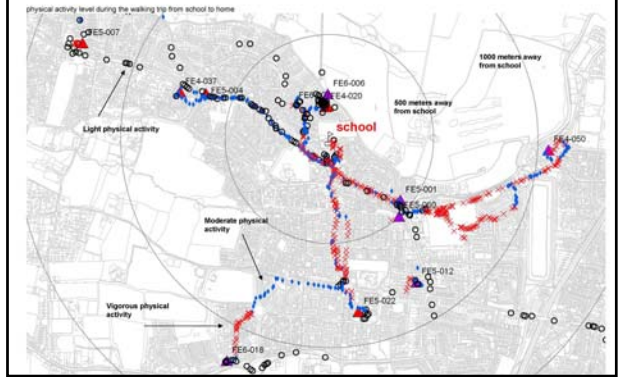 physical activity level during the walking trip from school to home
FE5-007
1000 meters away
from school
FE4-037
FE5-004
FE6-006
FE4-020
500 meters away
from school
Light physical activity
school
FE4-050
FE5-001
Moderate physical
activity
FE5-012
Vigorous physical
activity
FE5-022
FE6-018